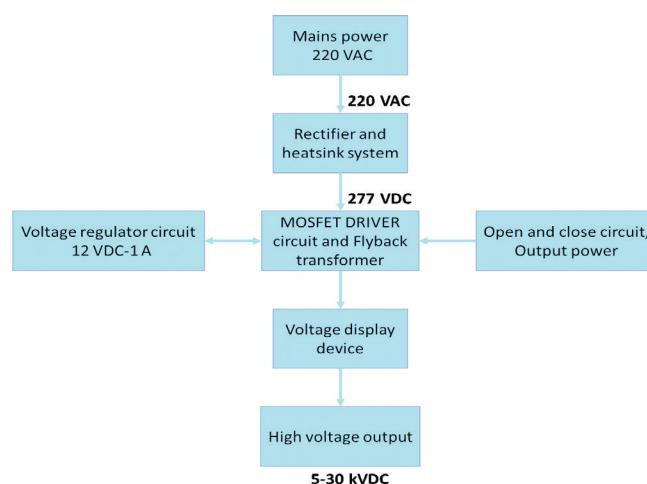 Mains power
220 VAC
220 VAC
Rectifier and
heatsink system
277 VDC
Voltage regulator circuit
12 VDC-1 A
MOSFET DRIVER
circuit and Flyback
transformer
Open and close circuit,
Output power
Voltage display
device
High voltage output
5-30 kVDC